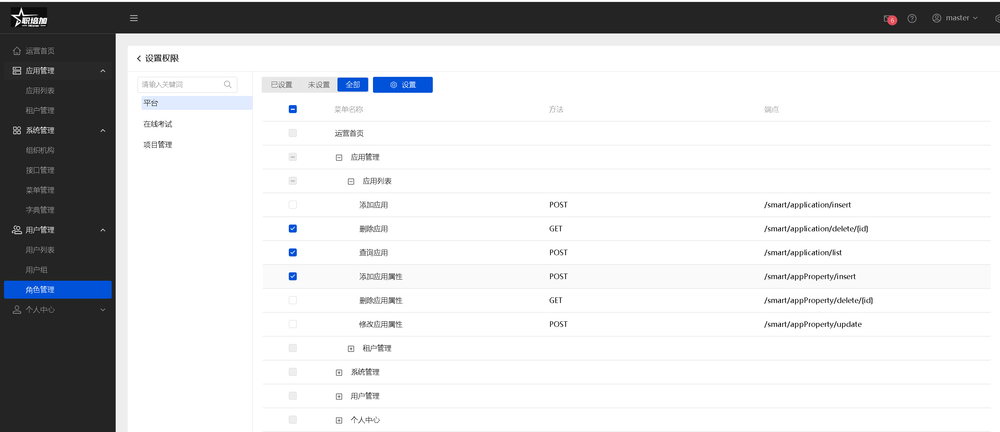 职培加
HiCareer
6
master
运营首页
应用管理
应用列表
租户管理
系统管理
组织机构
接口管理
菜单管理
字典管理
用户管理
用户列表
用户组
角色管理
个人中心
设置权限
请输入关键词
平台
在线考试
项目管理
已设置 未设置 全部 设置
菜单名称 方法 端点
运营首页
应用管理
应用列表
添加应用 POST /smart/application/insert
删除应用 GET /smart/application/delete/{id}
查询应用 POST /smart/application/list
添加应用属性 POST /smart/appProperty/insert
删除应用属性 GET /smart/appProperty/delete/{id}
修改应用属性 POST /smart/appProperty/update
租户管理
系统管理
用户管理
个人中心